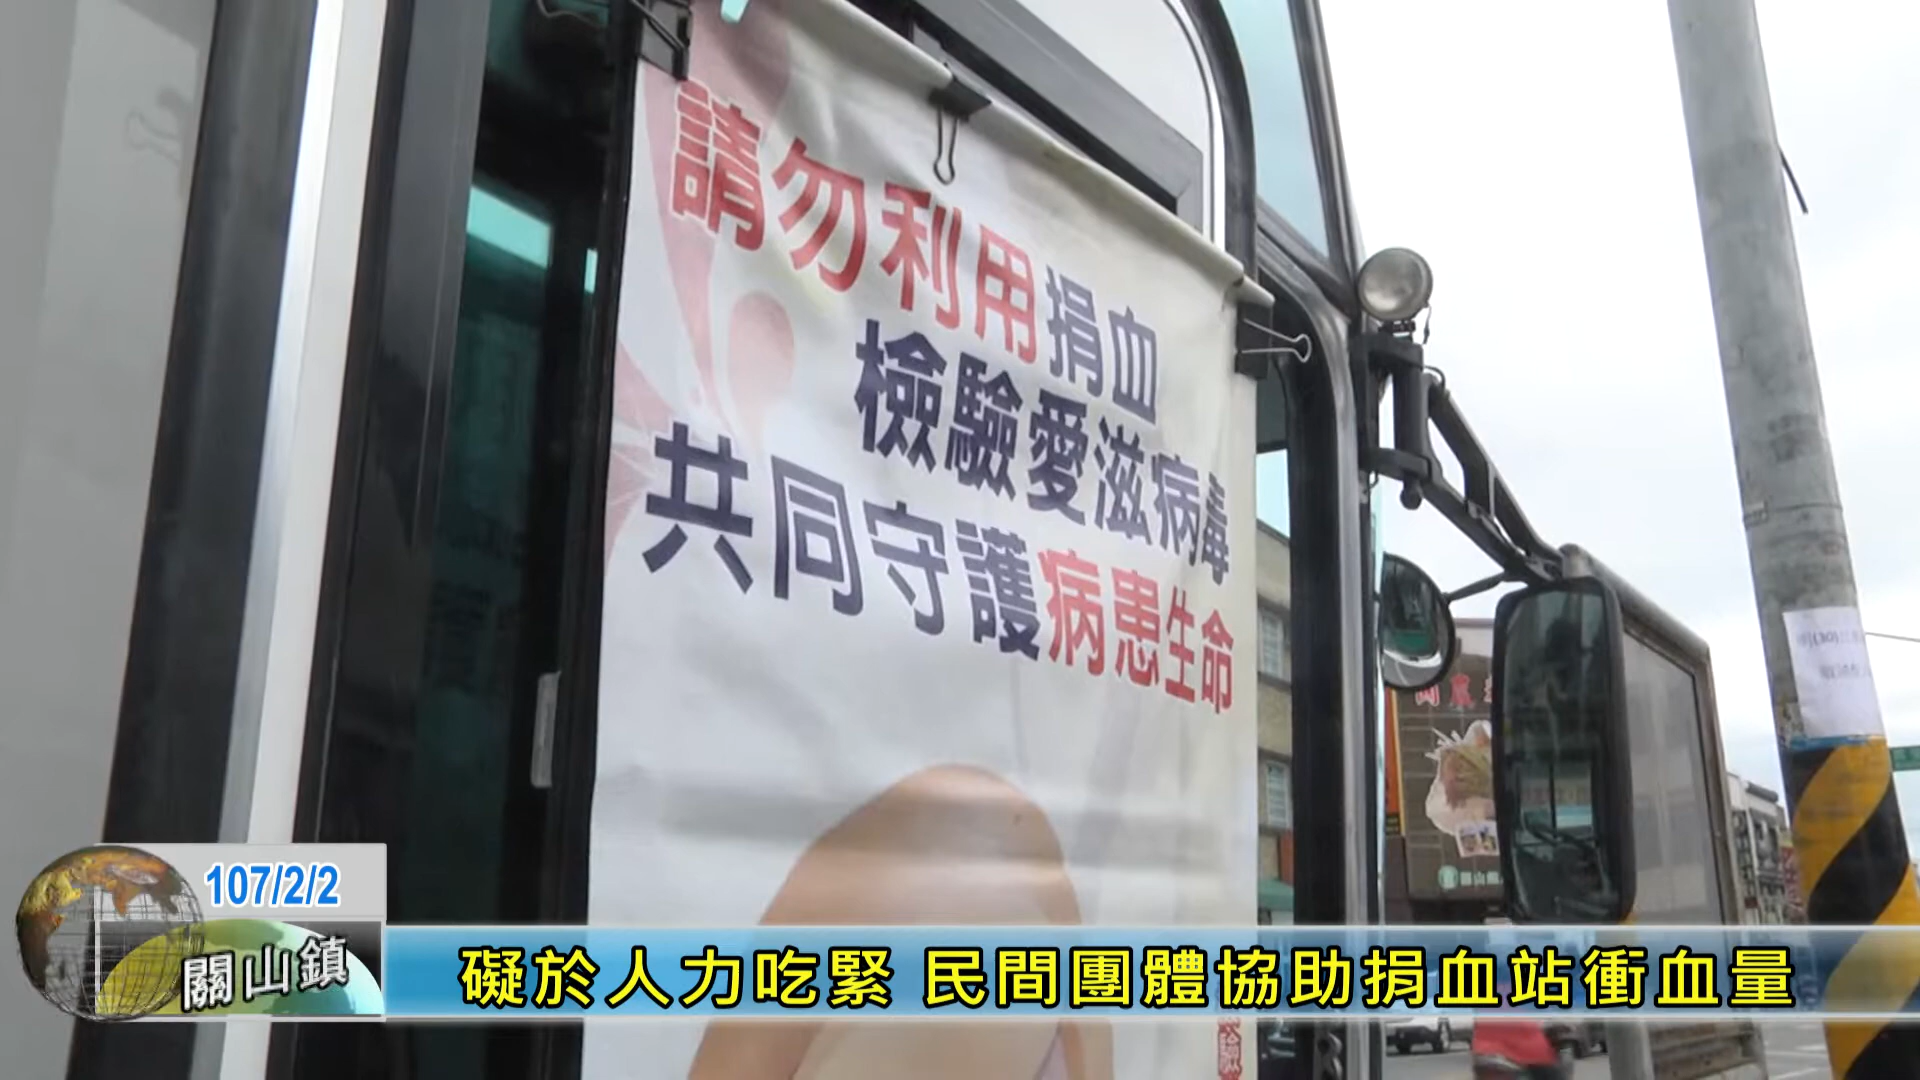 請勿利用捐血
檢驗愛滋病毒
共同守護病患生命
107/2/2
關山鎮
礙於人力吃緊 民間團體協助捐血站衝血量